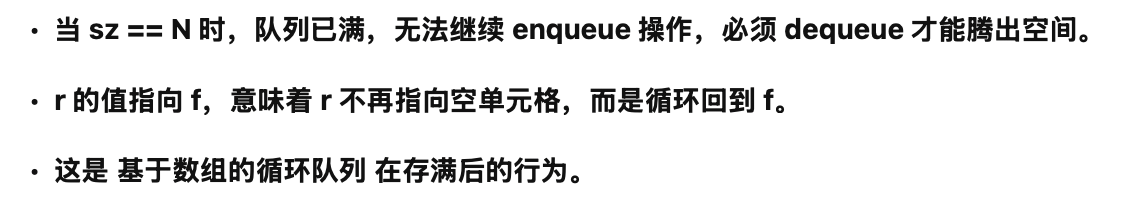 • 当 sz == N 时，队列已满，无法继续 enqueue 操作，必须 dequeue 才能腾出空间。
• r 的值指向 f，意味着 r 不再指向空单元格，而是循环回到 f。
• 这是 基于数组的循环队列 在存满后的行为。